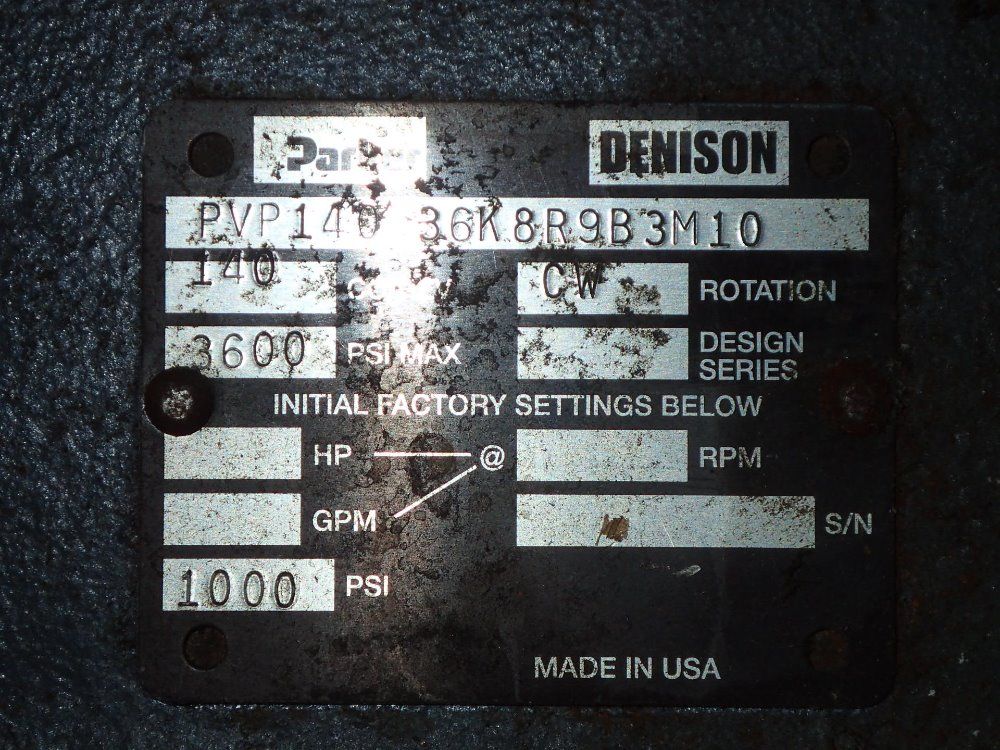 Parker DENISON
PVP140 36K8R9B3M10
140 CW ROTATION
3600 PSI MAX DESIGN
SERIES
INITIAL FACTORY SETTINGS BELOW
HP @ RPM
GPM S/N
1000 PSI
MADE IN USA